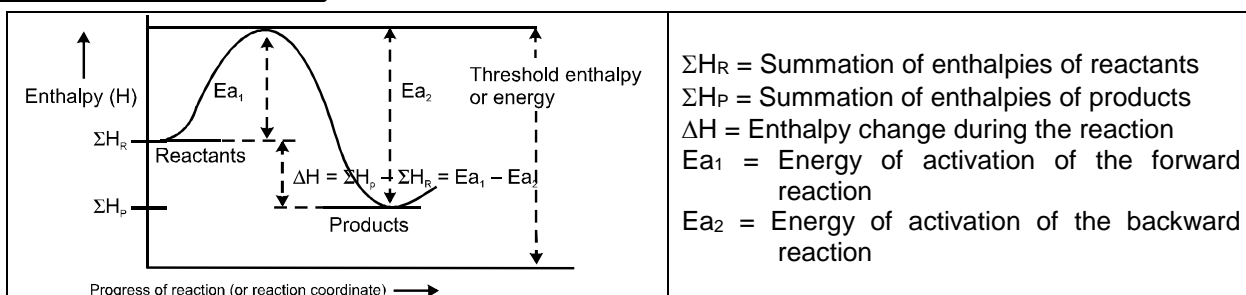 Enthalpy (H)
Ea₁
Ea₂
Threshold enthalpy
or energy
ΣHR
Reactants
ΔH = ΣHp – ΣHR = Ea₁ – Ea₂
ΣHP
Products
Progress of reaction (or reaction coordinate)
ΣHR = Summation of enthalpies of reactants
ΣHP = Summation of enthalpies of products
ΔH = Enthalpy change during the reaction
Ea1 = Energy of activation of the forward
reaction
Ea2 = Energy of activation of the backward
reaction